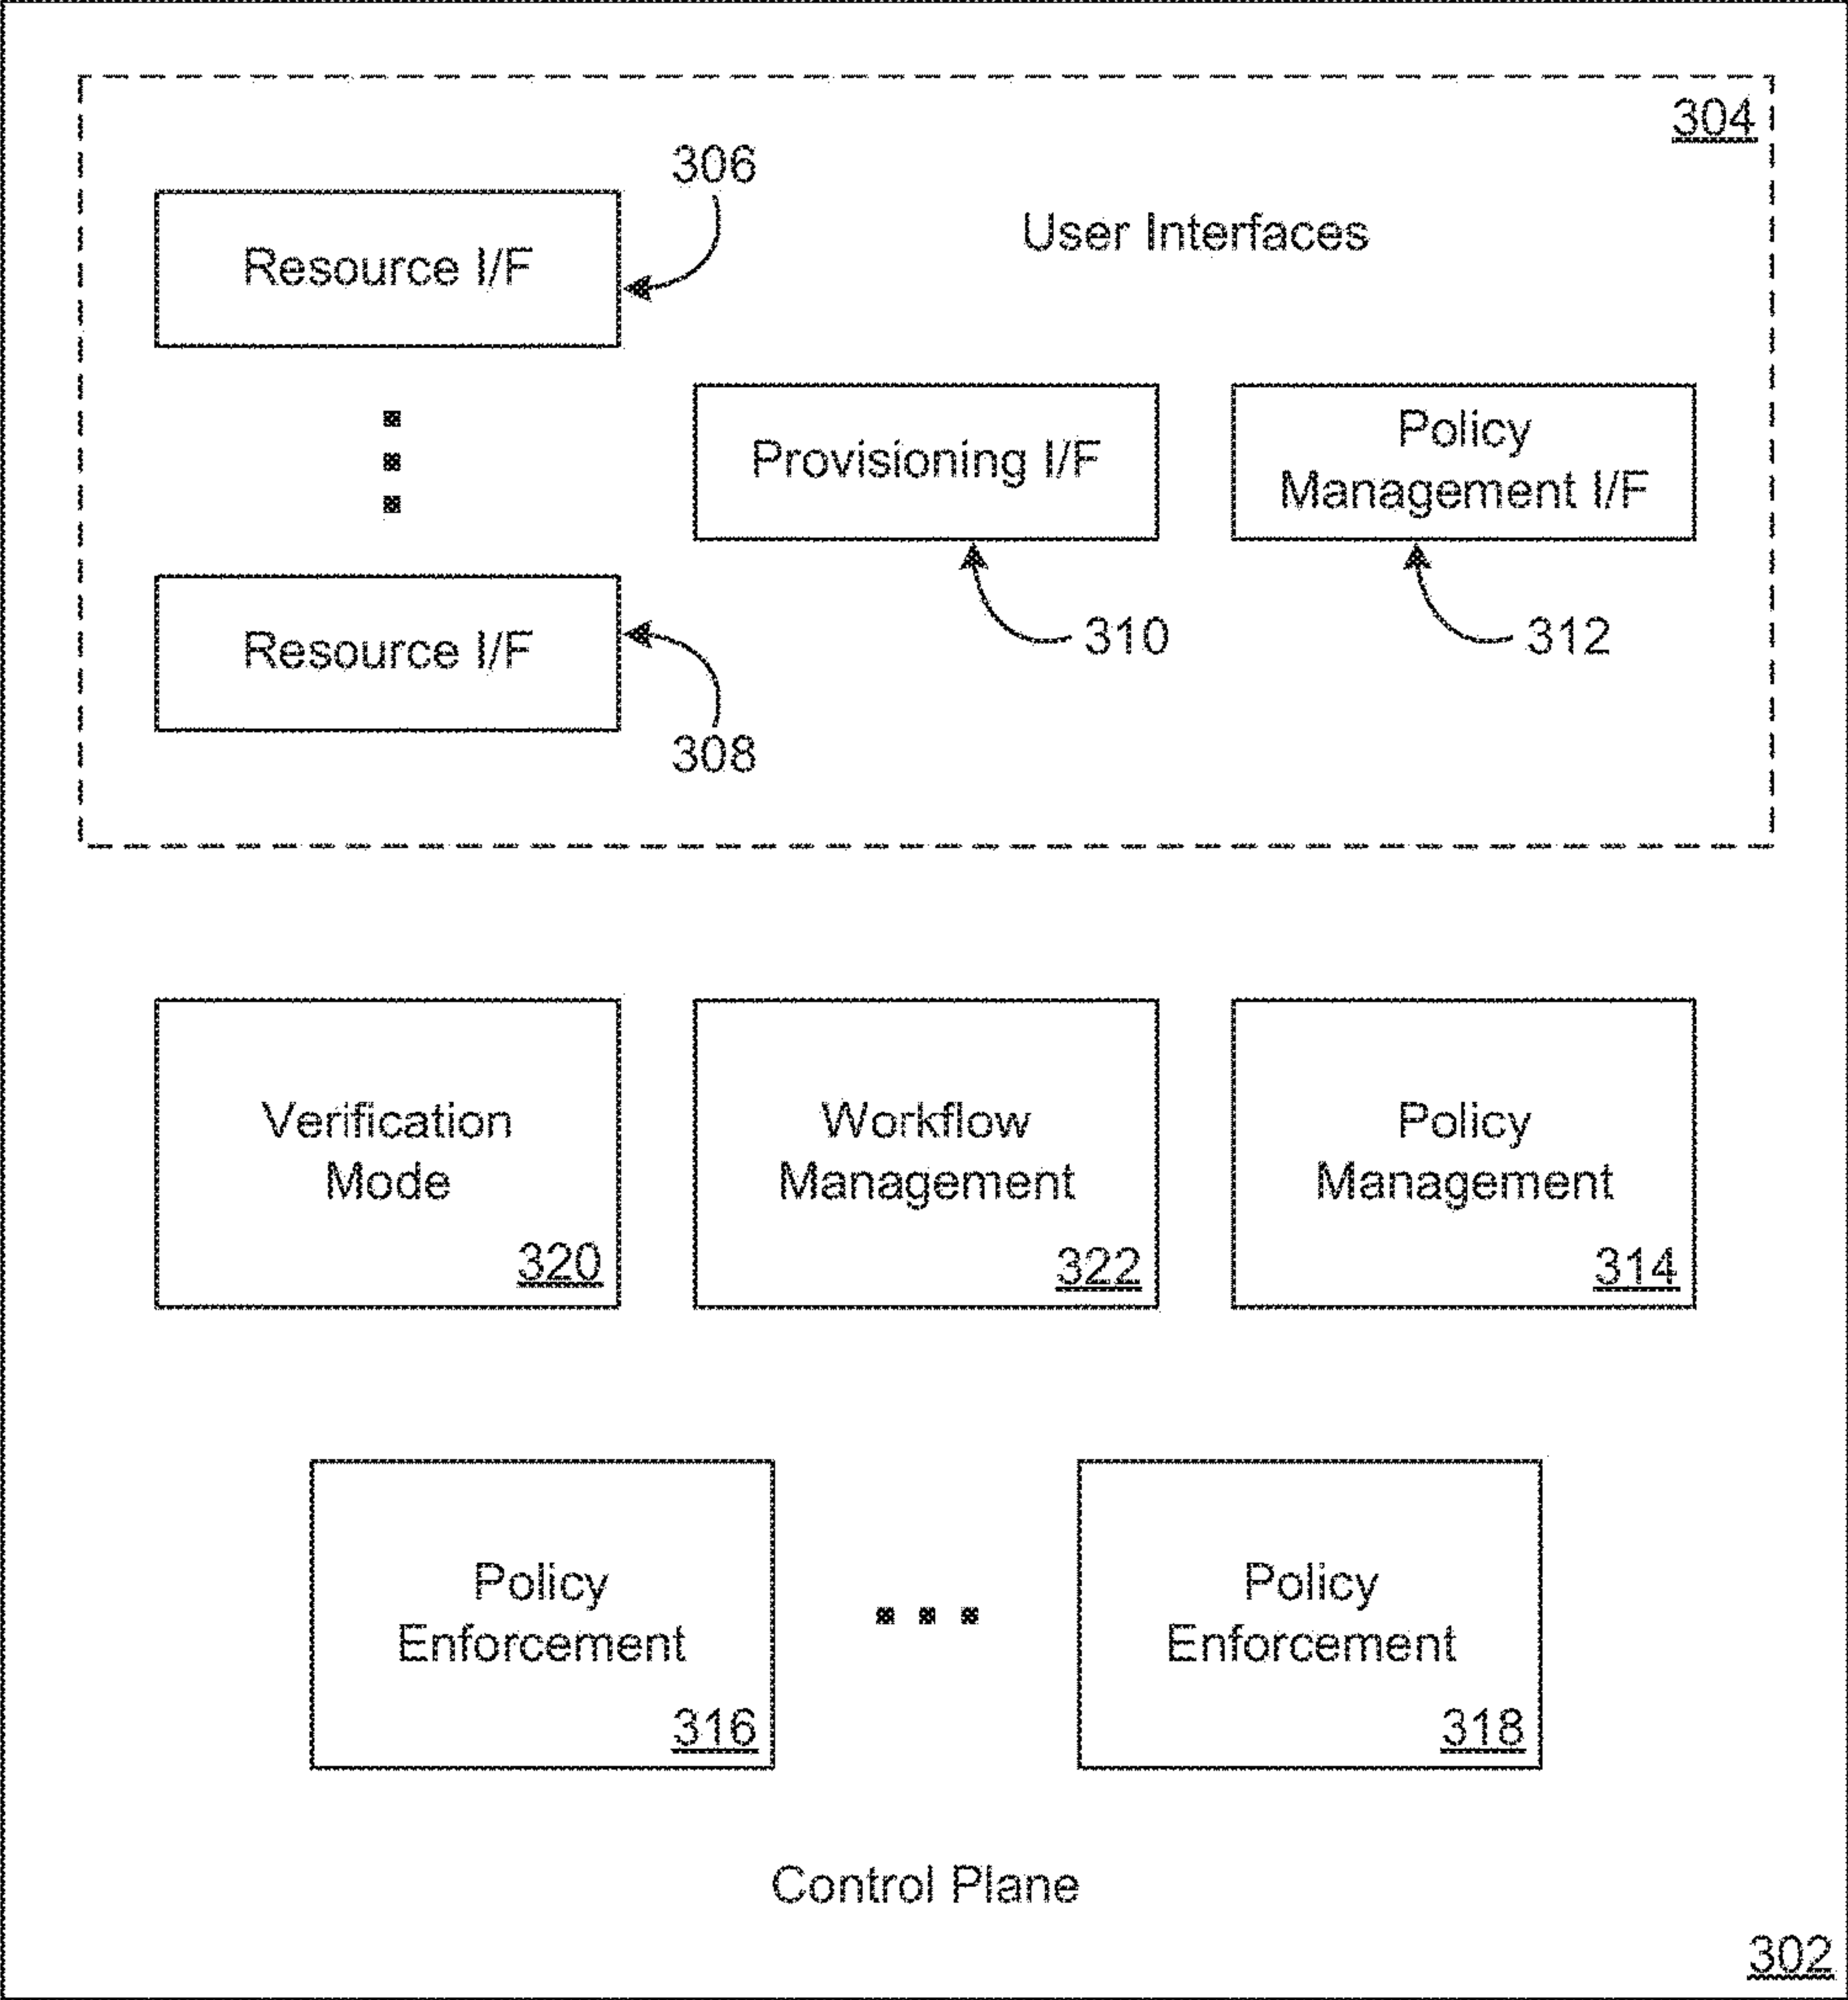 304
306
User Interfaces
Resource I/F
Provisioning I/F
Policy
Management I/F
310
312
Resource I/F
308
Verification
Mode
320
Workflow
Management
322
Policy
Management
314
Policy
Enforcement
316
Policy
Enforcement
318
Control Plane
302